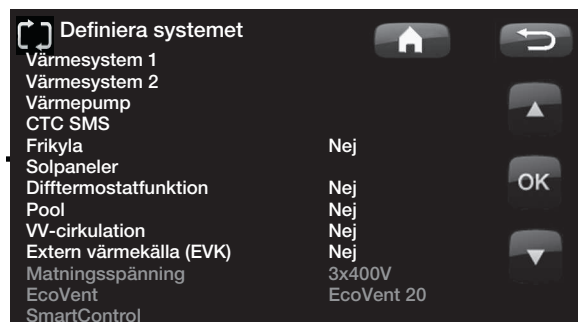 Definiera systemet
Värmesystem 1
Värmesystem 2
Värmepump
CTC SMS
Frikyla Nej
Solpaneler
Difftermostatfunktion Nej
Pool Nej
VV-cirkulation Nej
Extern värmekälla (EVK) Nej
Matningsspänning 3x400V
EcoVent EcoVent 20
SmartControl
OK